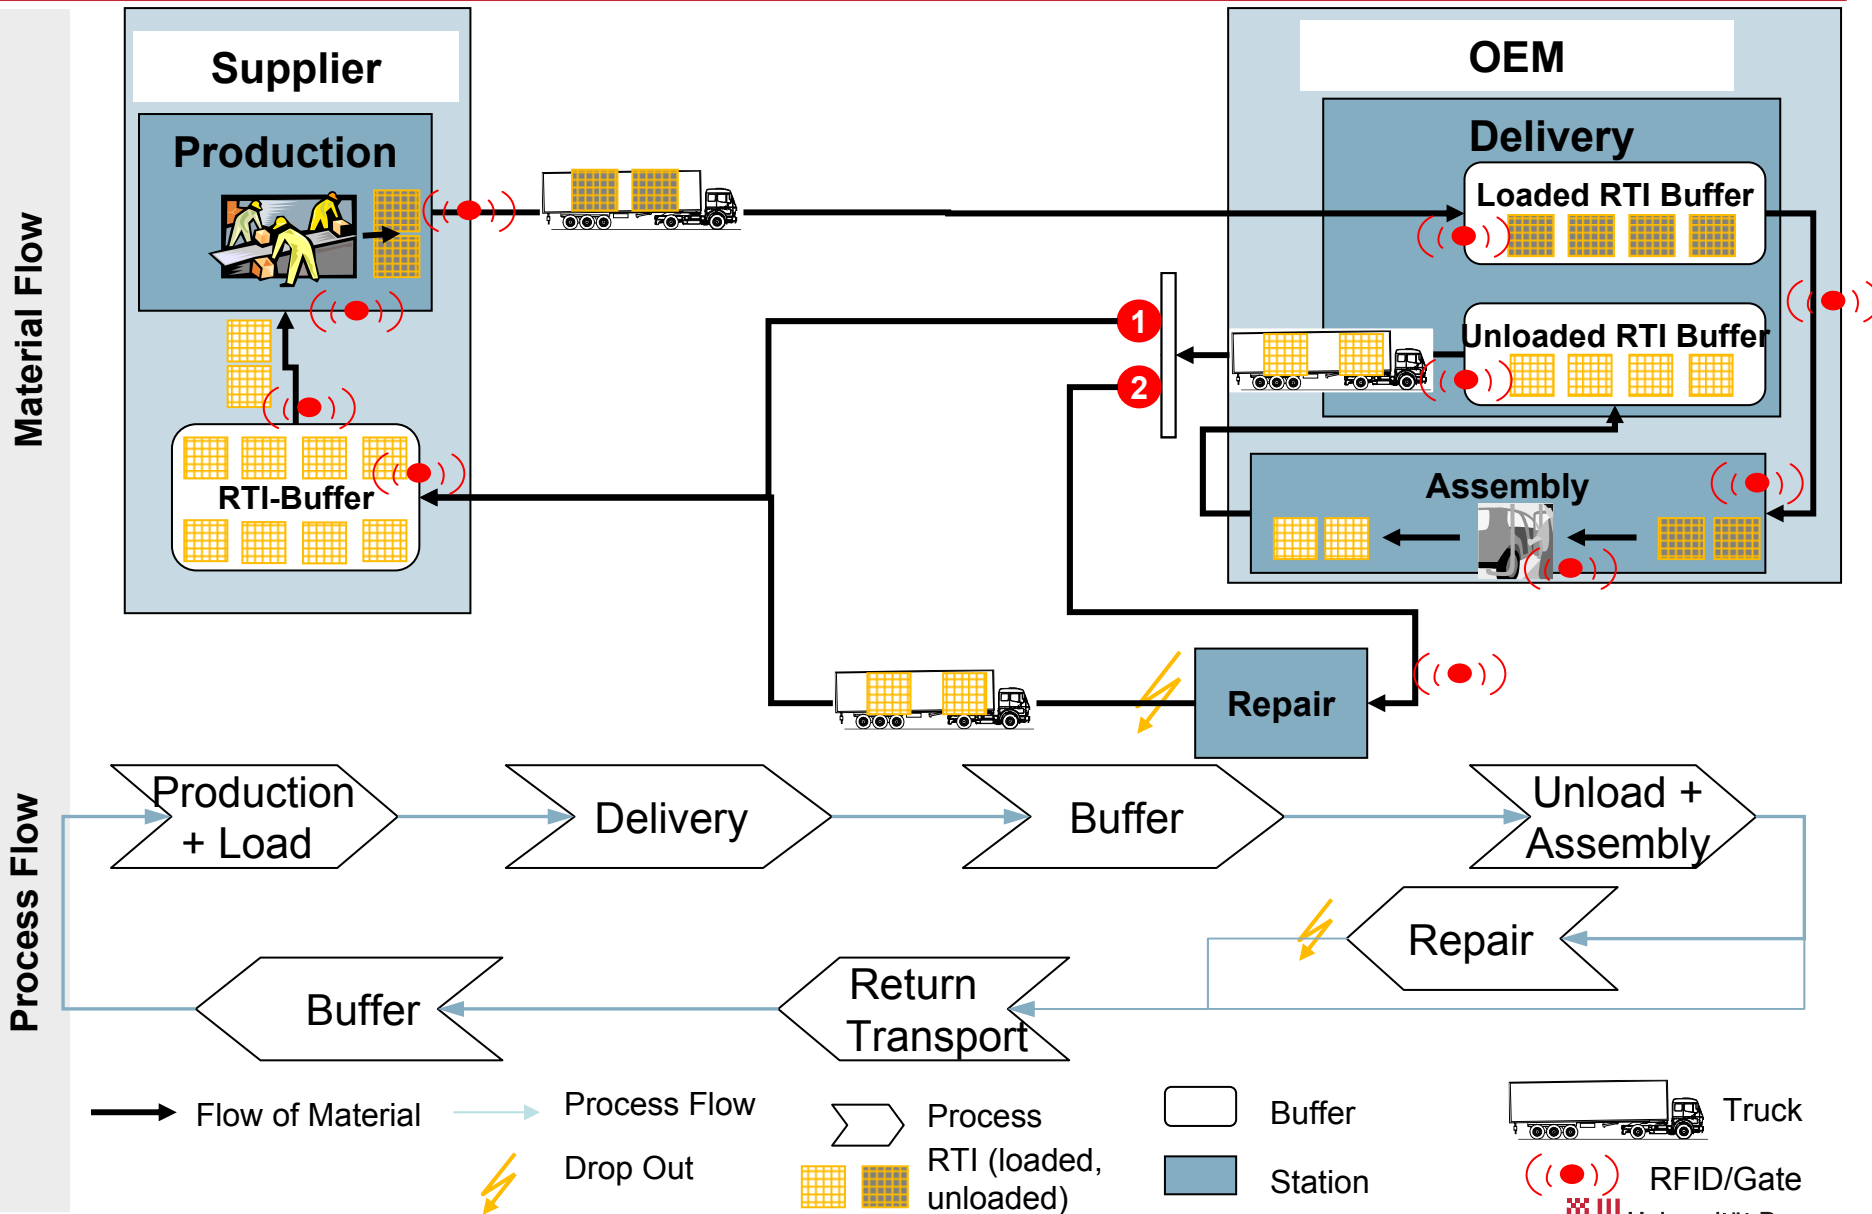 Material Flow
Supplier
OEM
Production
Delivery
Loaded RTI Buffer
1
2
Unloaded RTI Buffer
RTI-Buffer
Assembly
Repair
Process Flow
Production
+ Load
Delivery
Buffer
Unload +
Assembly
Repair
Return
Transport
Buffer
Flow of Material
Process Flow
Process
Buffer
Truck
Drop Out
RTI (loaded,
unloaded)
Station
RFID/Gate